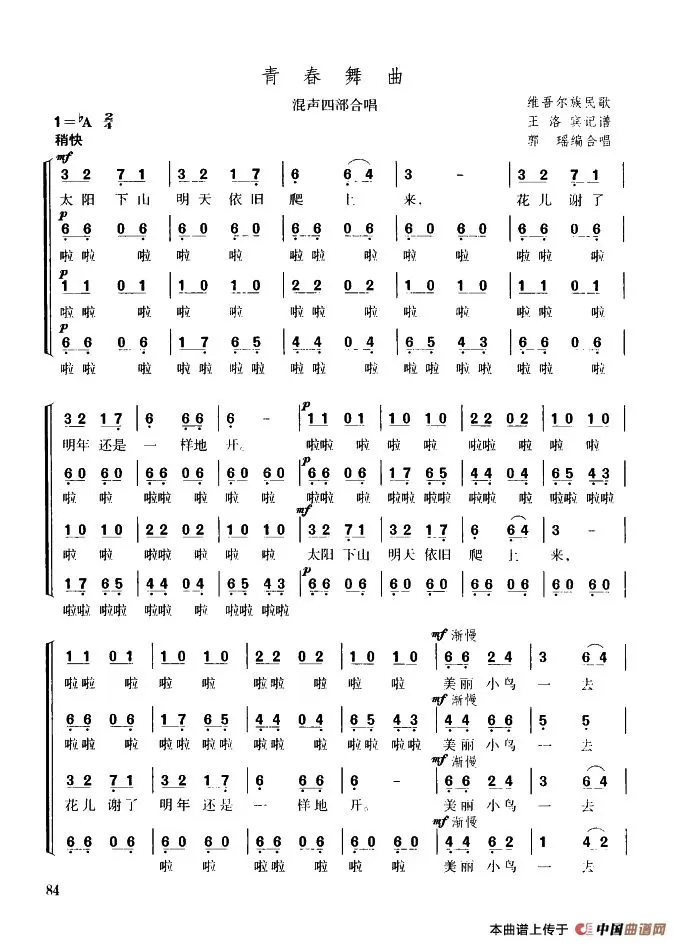 青春舞曲
混声四部合唱
维吾尔族民歌
王洛宾记谱
郭瑶编合唱
1=♭A 2/4
稍快
mf
3 2 7 1 | 3 2 1 7 | 6 6 4 | 3 - | 3 2 7 1
太阳 下山 明天 依旧 爬 上 来, 花儿 谢了
p
6 6 0 6 | 6 0 6 0 | 6 6 0 6 | 6 0 6 0 | 6 6 0 6
啦啦 啦 啦 啦 啦啦 啦 啦 啦 啦啦 啦
p
1 1 0 1 | 1 0 1 0 | 2 2 0 2 | 1 0 1 0 | 1 1 0 1
啦啦 啦 啦 啦 啦啦 啦 啦 啦 啦啦 啦
p
6 6 0 6 | 1 7 6 5 | 4 4 0 4 | 6 5 4 3 | 6 6 0 6
啦啦 啦 啦啦 啦啦 啦啦 啦 啦啦 啦啦 啦啦 啦
3 2 1 7 | 6 6 6 | 6 - | p 1 1 0 1 | 1 0 1 0 | 2 2 0 2 | 1 0 1 0
明年 还是 一 样地 开。 啦啦 啦 啦 啦 啦啦 啦 啦 啦
6 0 6 0 | 6 6 0 6 | 6 0 6 0 | p 6 6 0 6 | 1 7 6 5 | 4 4 0 4 | 6 5 4 3
啦 啦 啦啦 啦 啦 啦 啦啦 啦 啦啦啦啦 啦啦 啦 啦啦 啦啦
1 0 1 0 | 2 2 0 2 | 1 0 1 0 | mf 3 2 7 1 | 3 2 1 7 | 6 6 4 | 3 -
啦 啦 啦啦 啦 啦 啦 太阳 下山 明天 依旧 爬 上 来,
1 7 6 5 | 4 4 0 4 | 6 5 4 3 | p 6 6 0 6 | 6 0 6 0 | 6 6 0 6 | 6 0 6 0
啦啦 啦啦 啦啦 啦 啦啦 啦啦
mf 渐慢
1 1 0 1 | 1 0 1 0 | 2 2 0 2 | 1 0 1 0 | 6 6 2 4 | 3 6 4
啦啦 啦 啦 啦 啦啦 啦 啦 啦 美丽 小鸟 一 去
mf 渐慢
6 6 0 6 | 1 7 6 5 | 4 4 0 4 | 6 5 4 3 | 4 4 6 6 | 5 5
啦啦 啦 啦啦 啦啦 啦啦 啦 啦啦 啦啦 美丽 小鸟 一 去
mf 渐慢
3 2 7 1 | 3 2 1 7 | 6 6 6 | 6 - | 6 6 2 4 | 3 6 4
花儿 谢了 明年 还是 一 样地 开。 美丽 小鸟 一 去
mf 渐慢
6 6 0 6 | 6 0 6 0 | 6 6 0 6 | 6 0 6 0 | 4 4 6 2 | 1 4 2
啦 啦 啦啦 啦 啦 啦 美丽 小鸟 一 去
84
本曲谱上传于 中国曲谱网